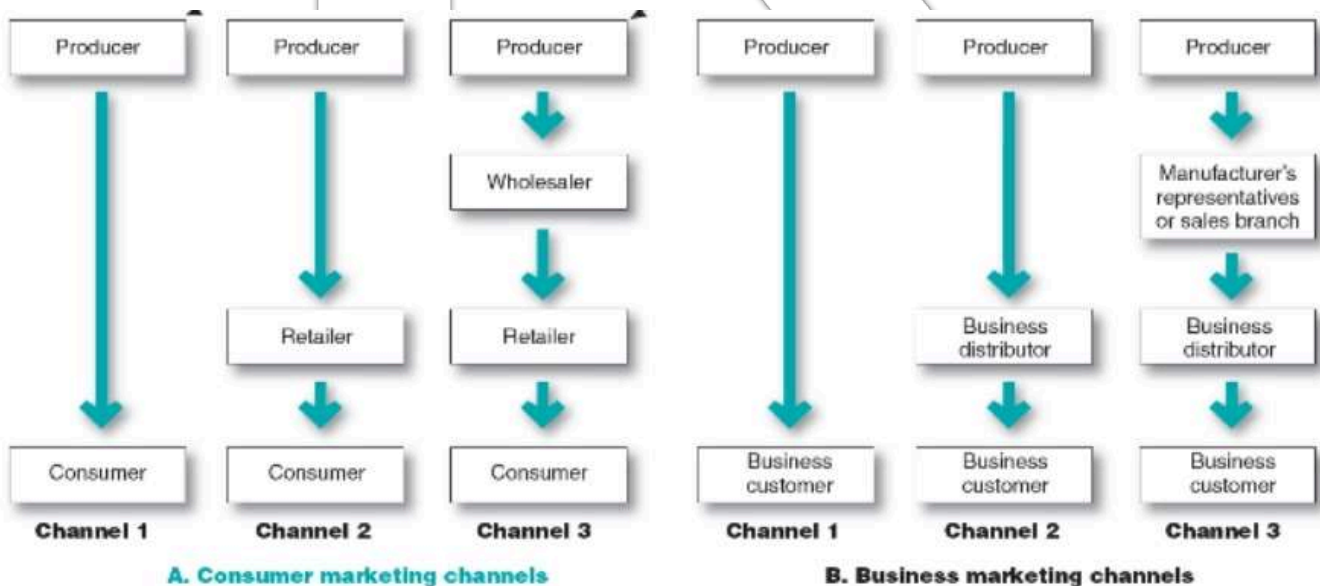 Producer
Producer
Producer
Producer
Producer
Producer
Wholesaler
Manufacturer's
representatives
or sales branch
Retailer
Retailer
Business
distributor
Business
distributor
Consumer
Consumer
Consumer
Business
customer
Business
customer
Business
customer
Channel 1
Channel 2
Channel 3
Channel 1
Channel 2
Channel 3
A. Consumer marketing channels
B. Business marketing channels